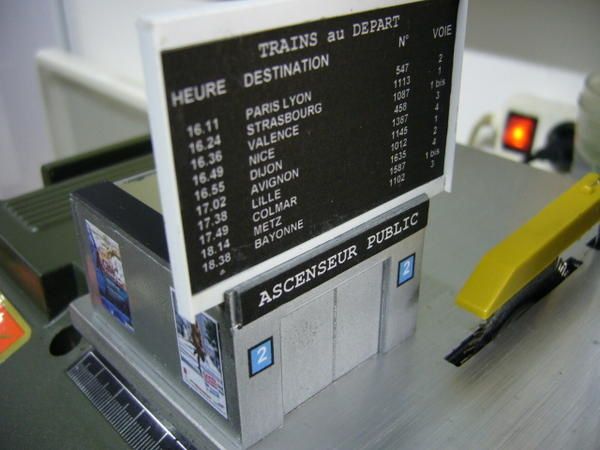 TRAINS au DEPART
HEURE DESTINATION N° VOIE
16.11 PARIS LYON 547 2
16.24 STRASBOURG 1113 1
16.36 VALENCE 1087 1 bis
16.49 NICE 458 3
16.55 DIJON 1387 4
17.02 AVIGNON 1145 1
17.38 LILLE 1012 2
17.49 COLMAR 1635 4
18.14 METZ 1587 1 bis
18.38 BAYONNE 1102 3
ASCENSEUR PUBLIC
2
2